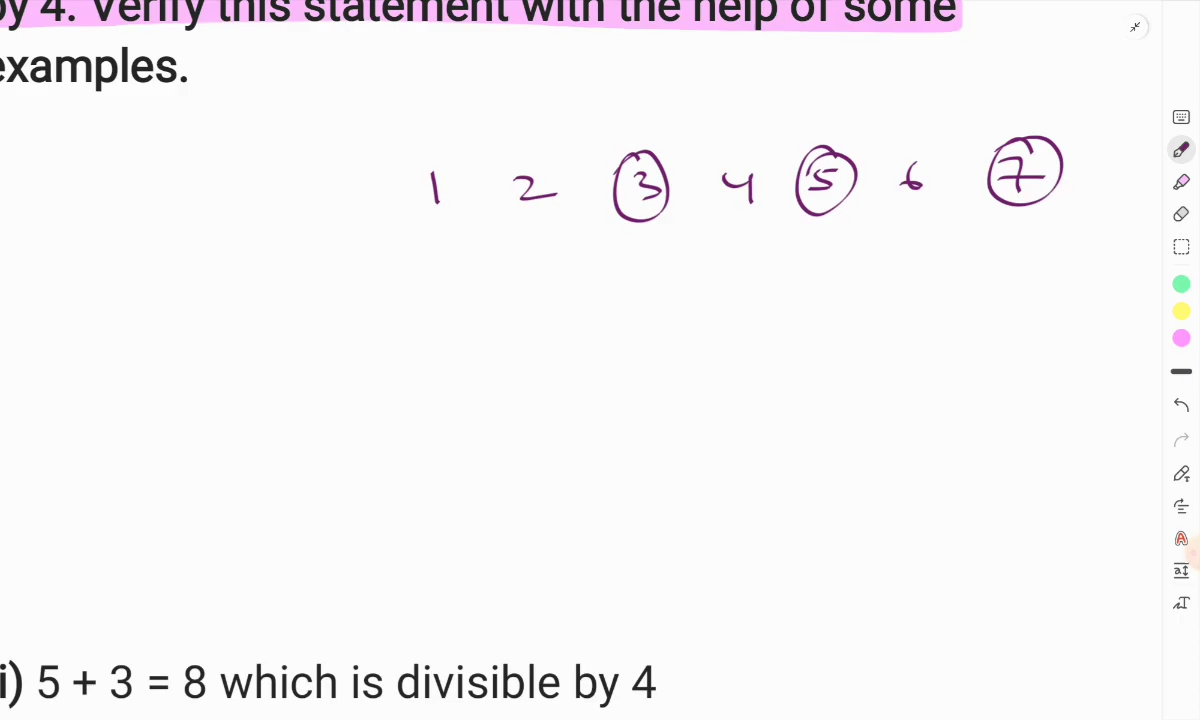 by 4. Verify this statement with the help of some
examples.
1 2 3 4 5 6 7
i) 5 + 3 = 8 which is divisible by 4